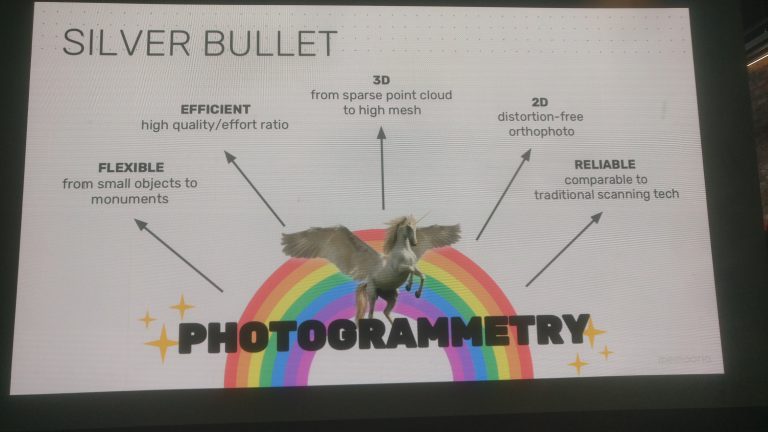 SILVER BULLET
3D
from sparse point cloud
to high mesh
EFFICIENT
high quality/effort ratio
2D
distortion-free
orthophoto
FLEXIBLE
from small objects to
monuments
RELIABLE
comparable to
traditional scanning tech
PHOTOGRAMMETRY